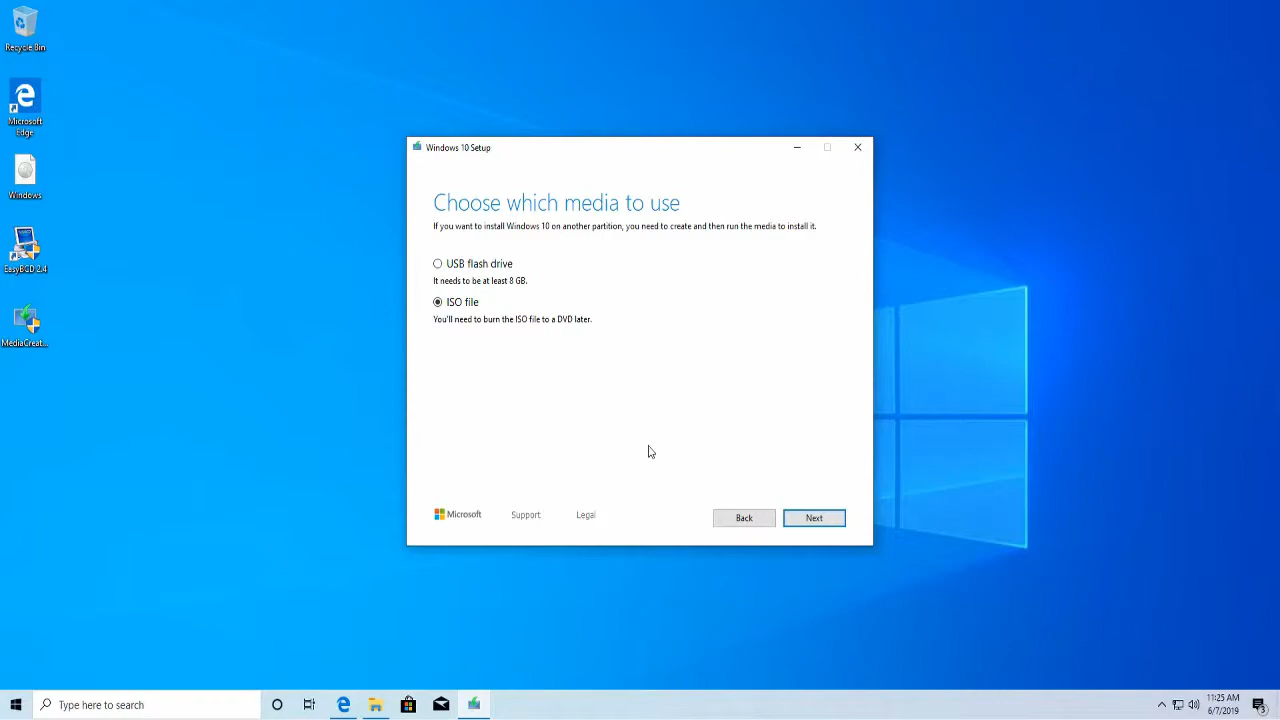 Recycle Bin
Microsoft
Edge
Windows
EasyBCD 2.4
MediaCreat...
Windows 10 Setup
Choose which media to use
If you want to install Windows 10 on another partition, you need to create and then run the media to install it.
USB flash drive
It needs to be at least 8 GB.
ISO file
You'll need to burn the ISO file to a DVD later.
Microsoft
Support
Legal
Back
Next
Type here to search
11:25 AM
6/7/2019
3